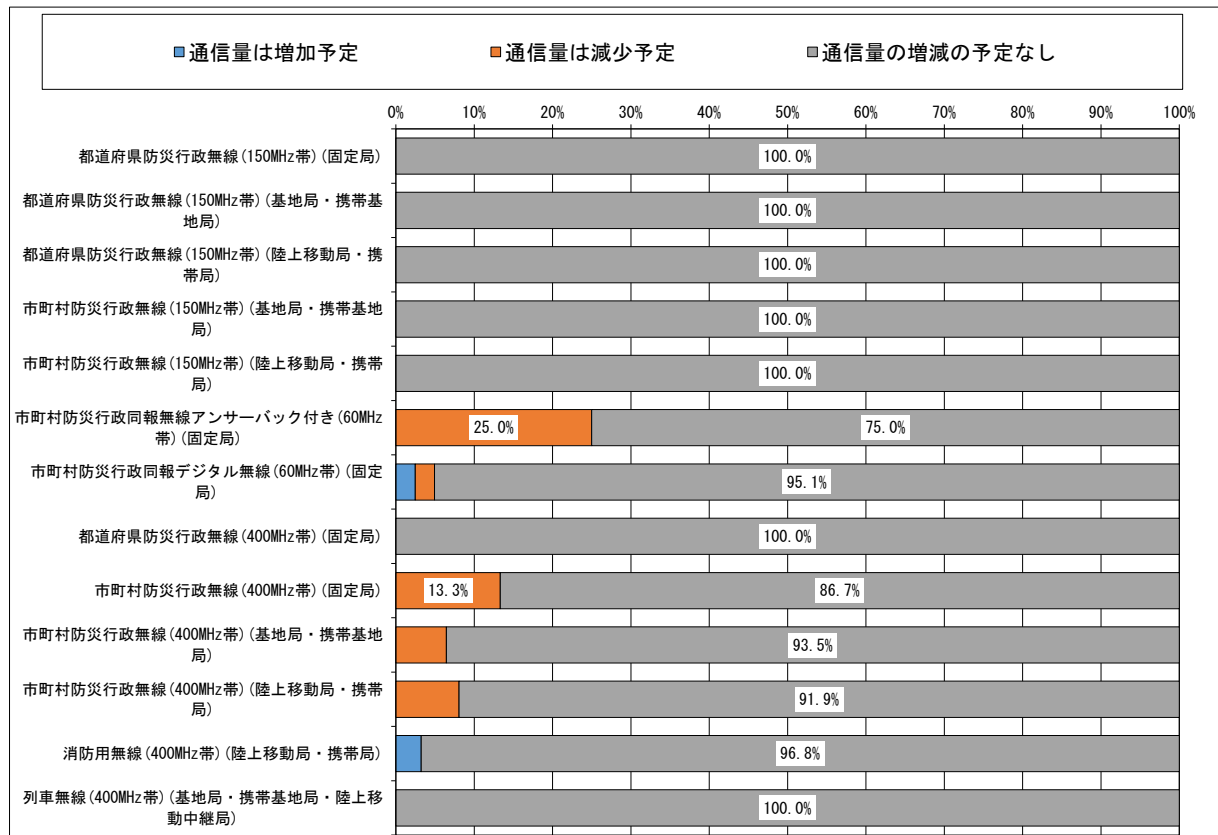 ■通信量は増加予定 ■通信量は減少予定 ■通信量の増減の予定なし
0% 10% 20% 30% 40% 50% 60% 70% 80% 90% 100%
都道府県防災行政無線(150MHz帯)(固定局)
100.0%
都道府県防災行政無線(150MHz帯)(基地局・携帯基
地局)
100.0%
都道府県防災行政無線(150MHz帯)(陸上移動局・携
帯局)
100.0%
市町村防災行政無線(150MHz帯)(基地局・携帯基地
局)
100.0%
市町村防災行政無線(150MHz帯)(陸上移動局・携帯
局)
100.0%
市町村防災行政同報無線アンサーバック付き(60MHz
帯)(固定局)
25.0% 75.0%
市町村防災行政同報デジタル無線(60MHz帯)(固定
局)
95.1%
都道府県防災行政無線(400MHz帯)(固定局)
100.0%
市町村防災行政無線(400MHz帯)(固定局)
13.3% 86.7%
市町村防災行政無線(400MHz帯)(基地局・携帯基地
局)
93.5%
市町村防災行政無線(400MHz帯)(陸上移動局・携帯
局)
91.9%
消防用無線(400MHz帯)(陸上移動局・携帯局)
96.8%
列車無線(400MHz帯)(基地局・携帯基地局・陸上移
動中継局)
100.0%